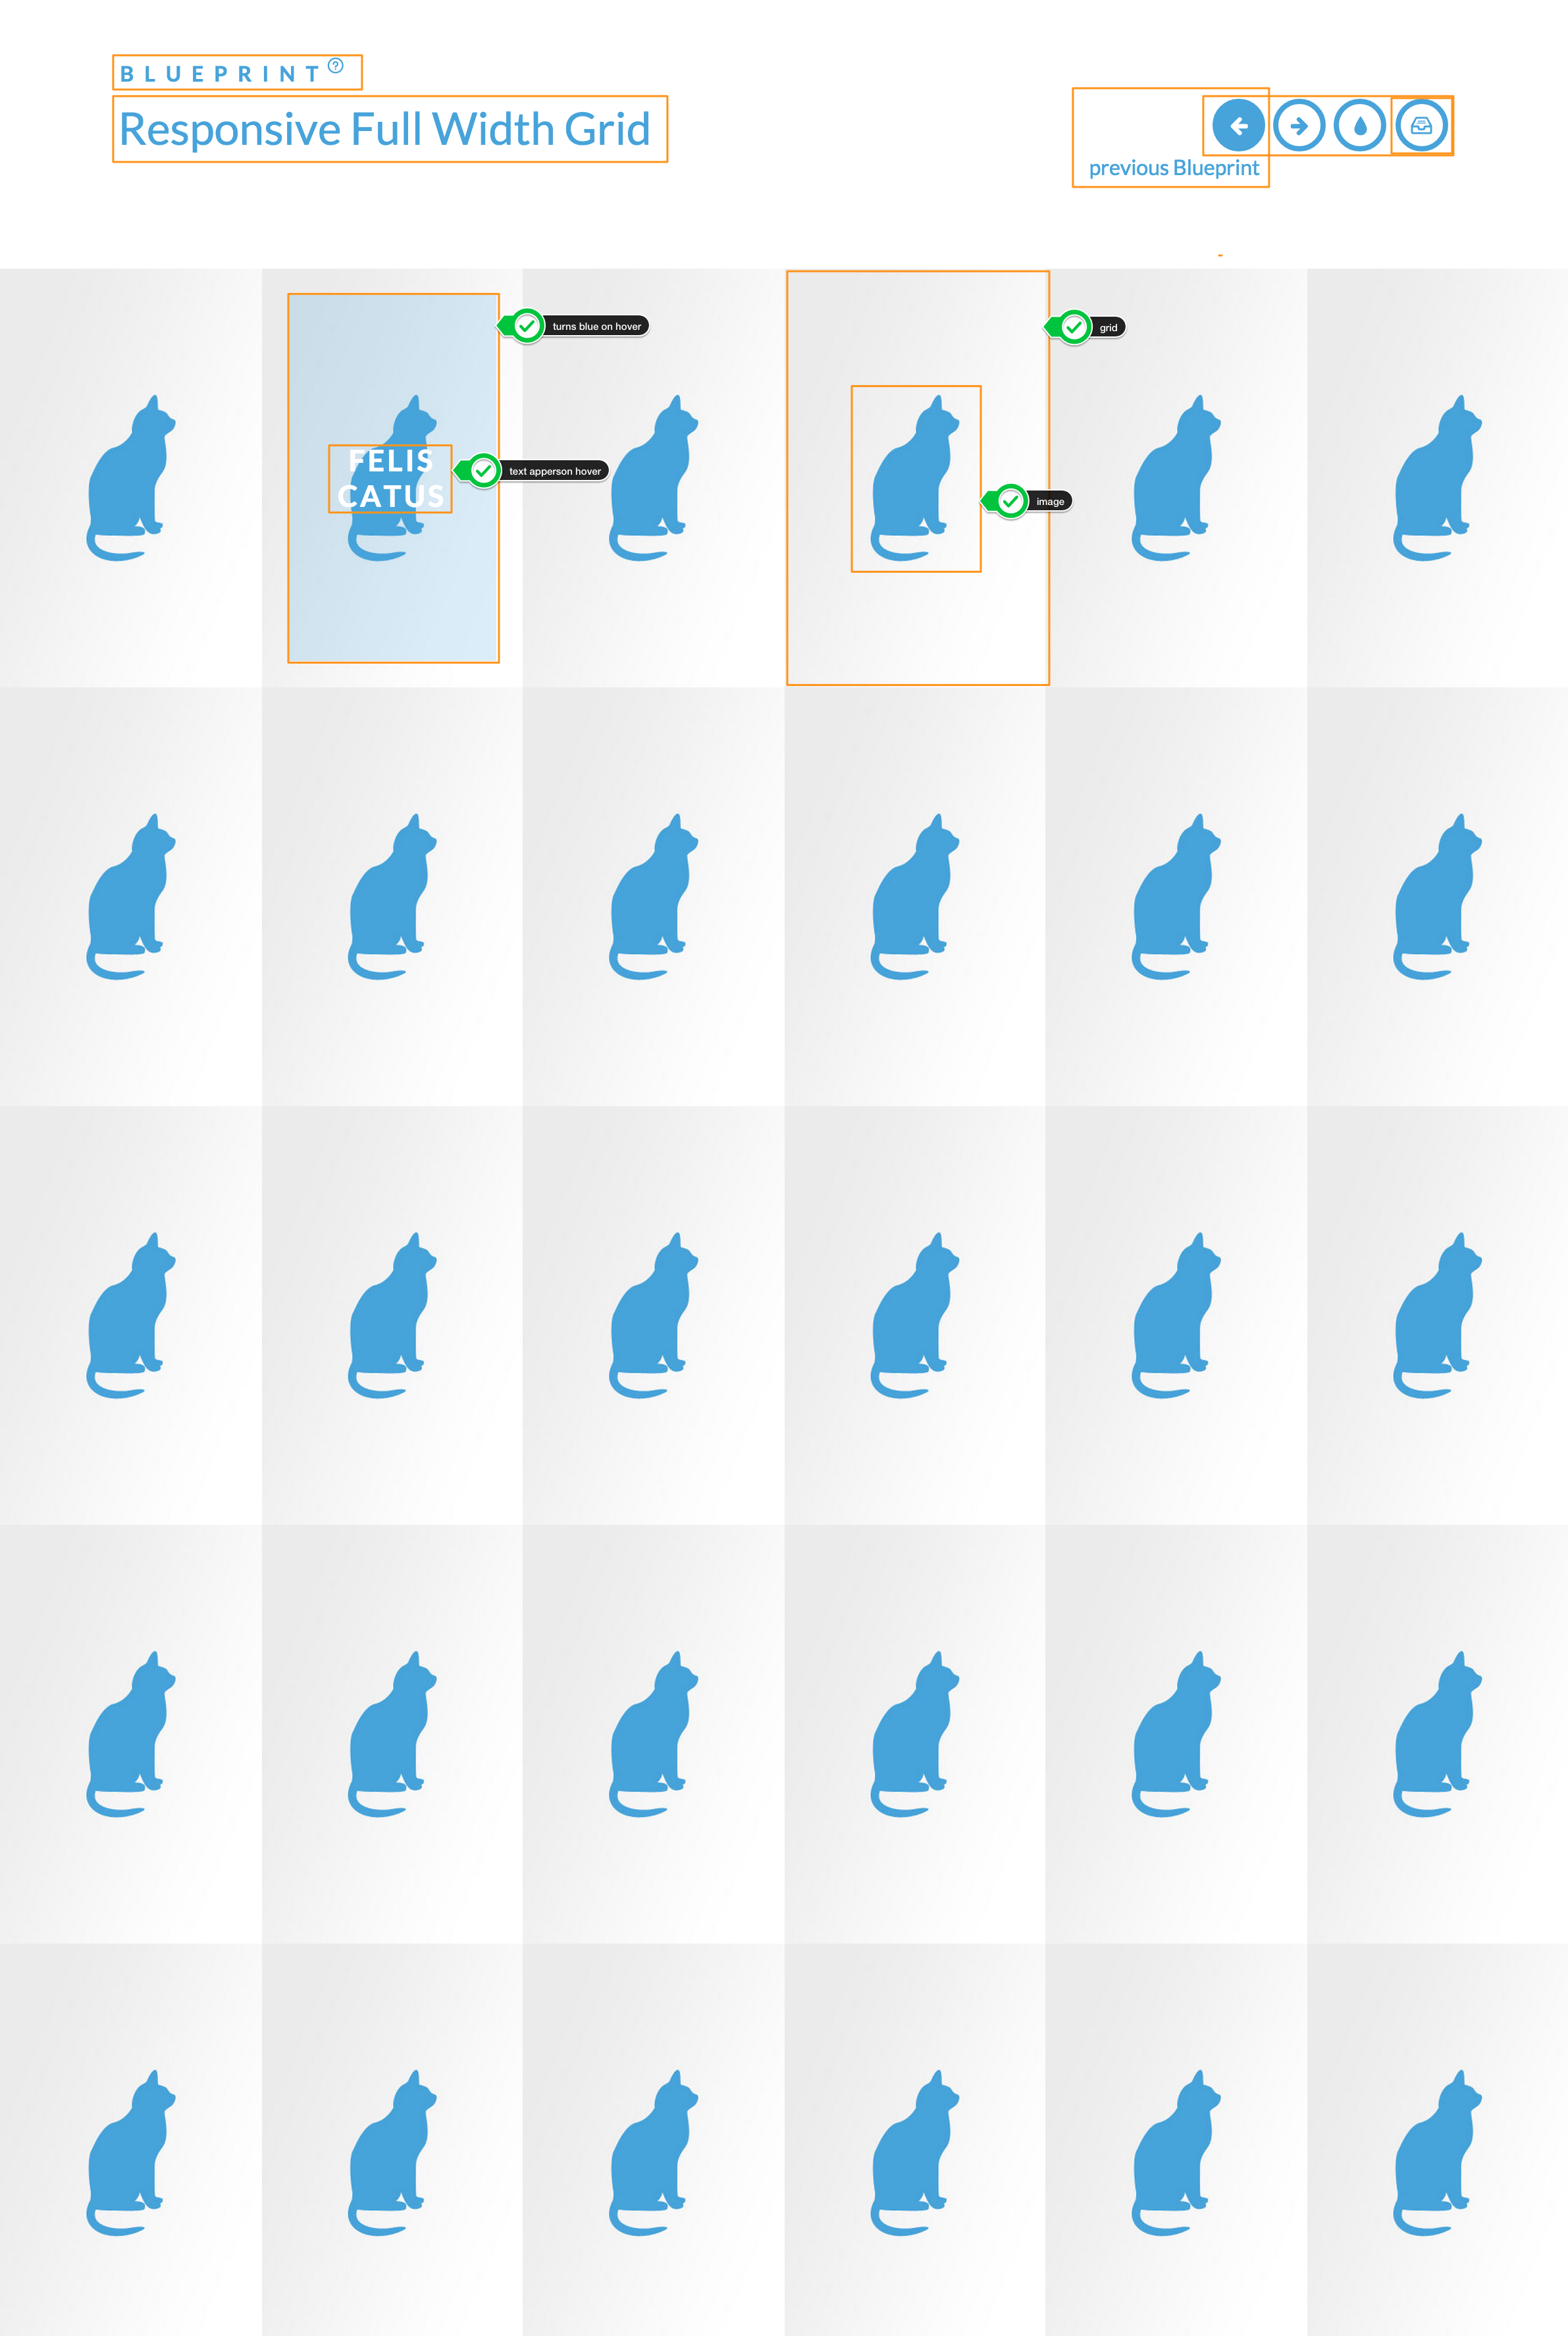 BLUEPRINT ?
Responsive Full Width Grid
previous Blueprint
turns blue on hover
grid
FELIS
CATUS
text apperson hover
image